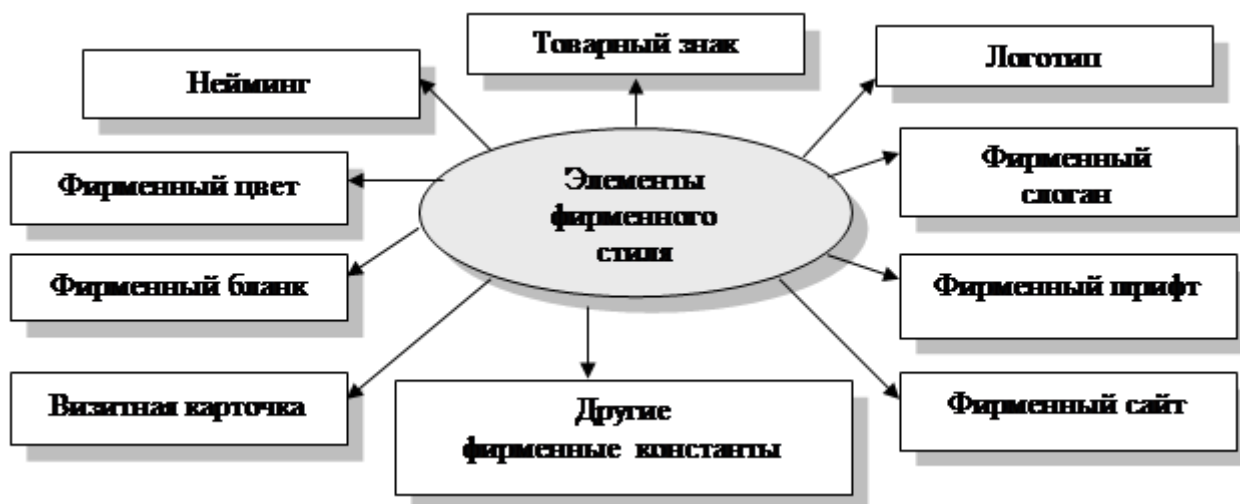 Товарный знак
Логотип
Нейминг
Фирменный
слоган
Фирменный цвет
Элементы
фирменного
стиля
Фирменный бланк
Фирменный шрифт
Визитная карточка
Другие
фирменные константы
Фирменный сайт